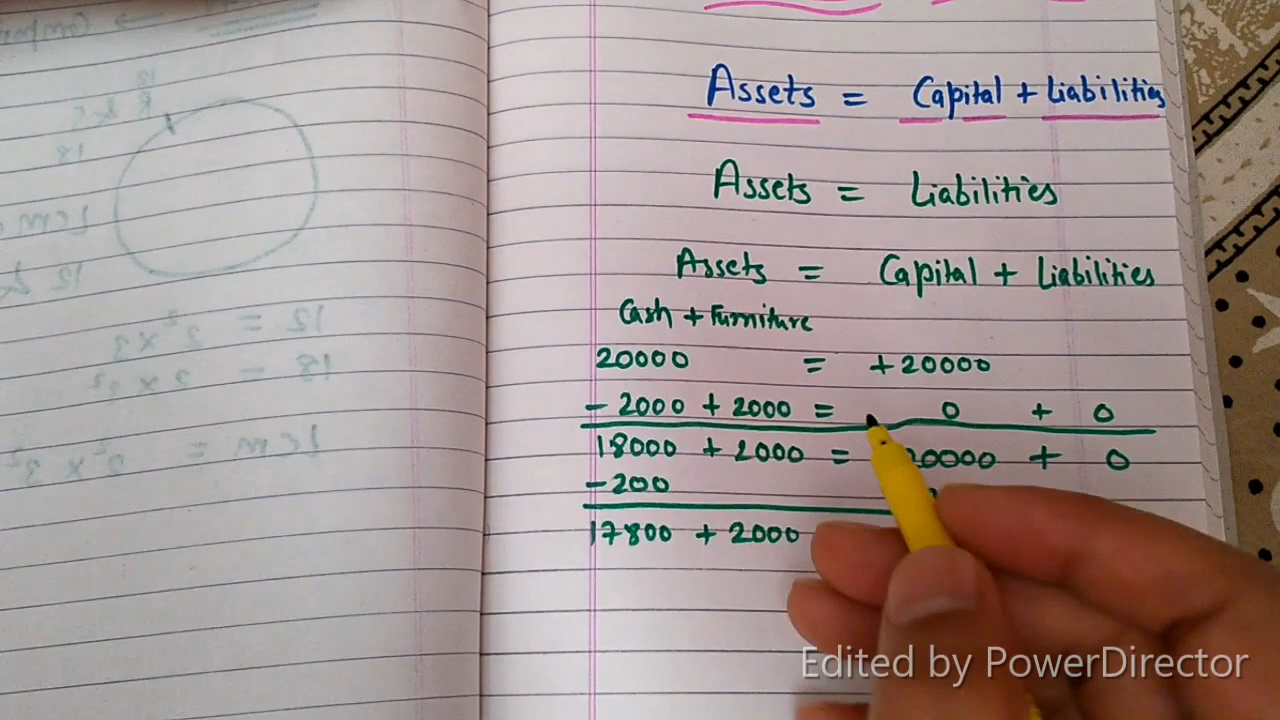 Assets = Capital + Liabilities
Assets = Liabilities
Assets = Capital + Liabilities
Cash + Furniture
20000 = +20000
- 2000 + 2000 = 0 + 0
18000 + 2000 = 20000 + 0
-200
17800 + 2000
Edited by PowerDirector